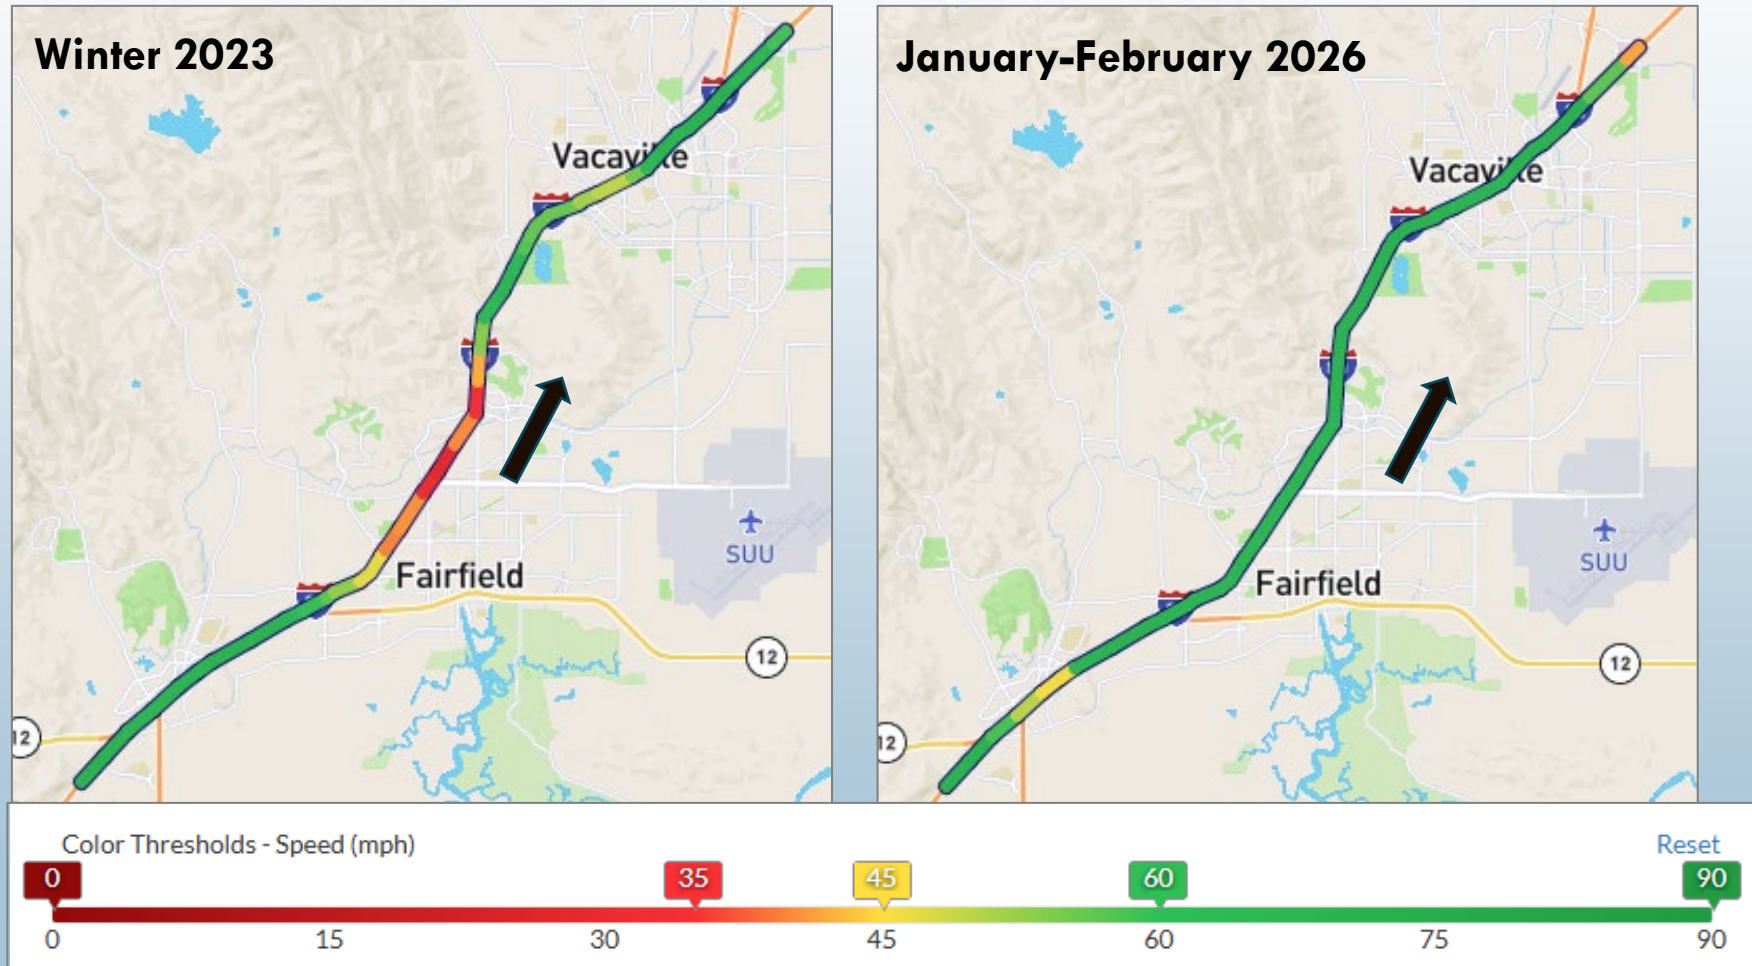 Winter 2023
Vacaville
Fairfield
SUU
12
12
January-February 2026
Vacaville
Fairfield
SUU
12
12
Color Thresholds - Speed (mph)
Reset
0 35 45 60 90
0 15 30 45 60 75 90